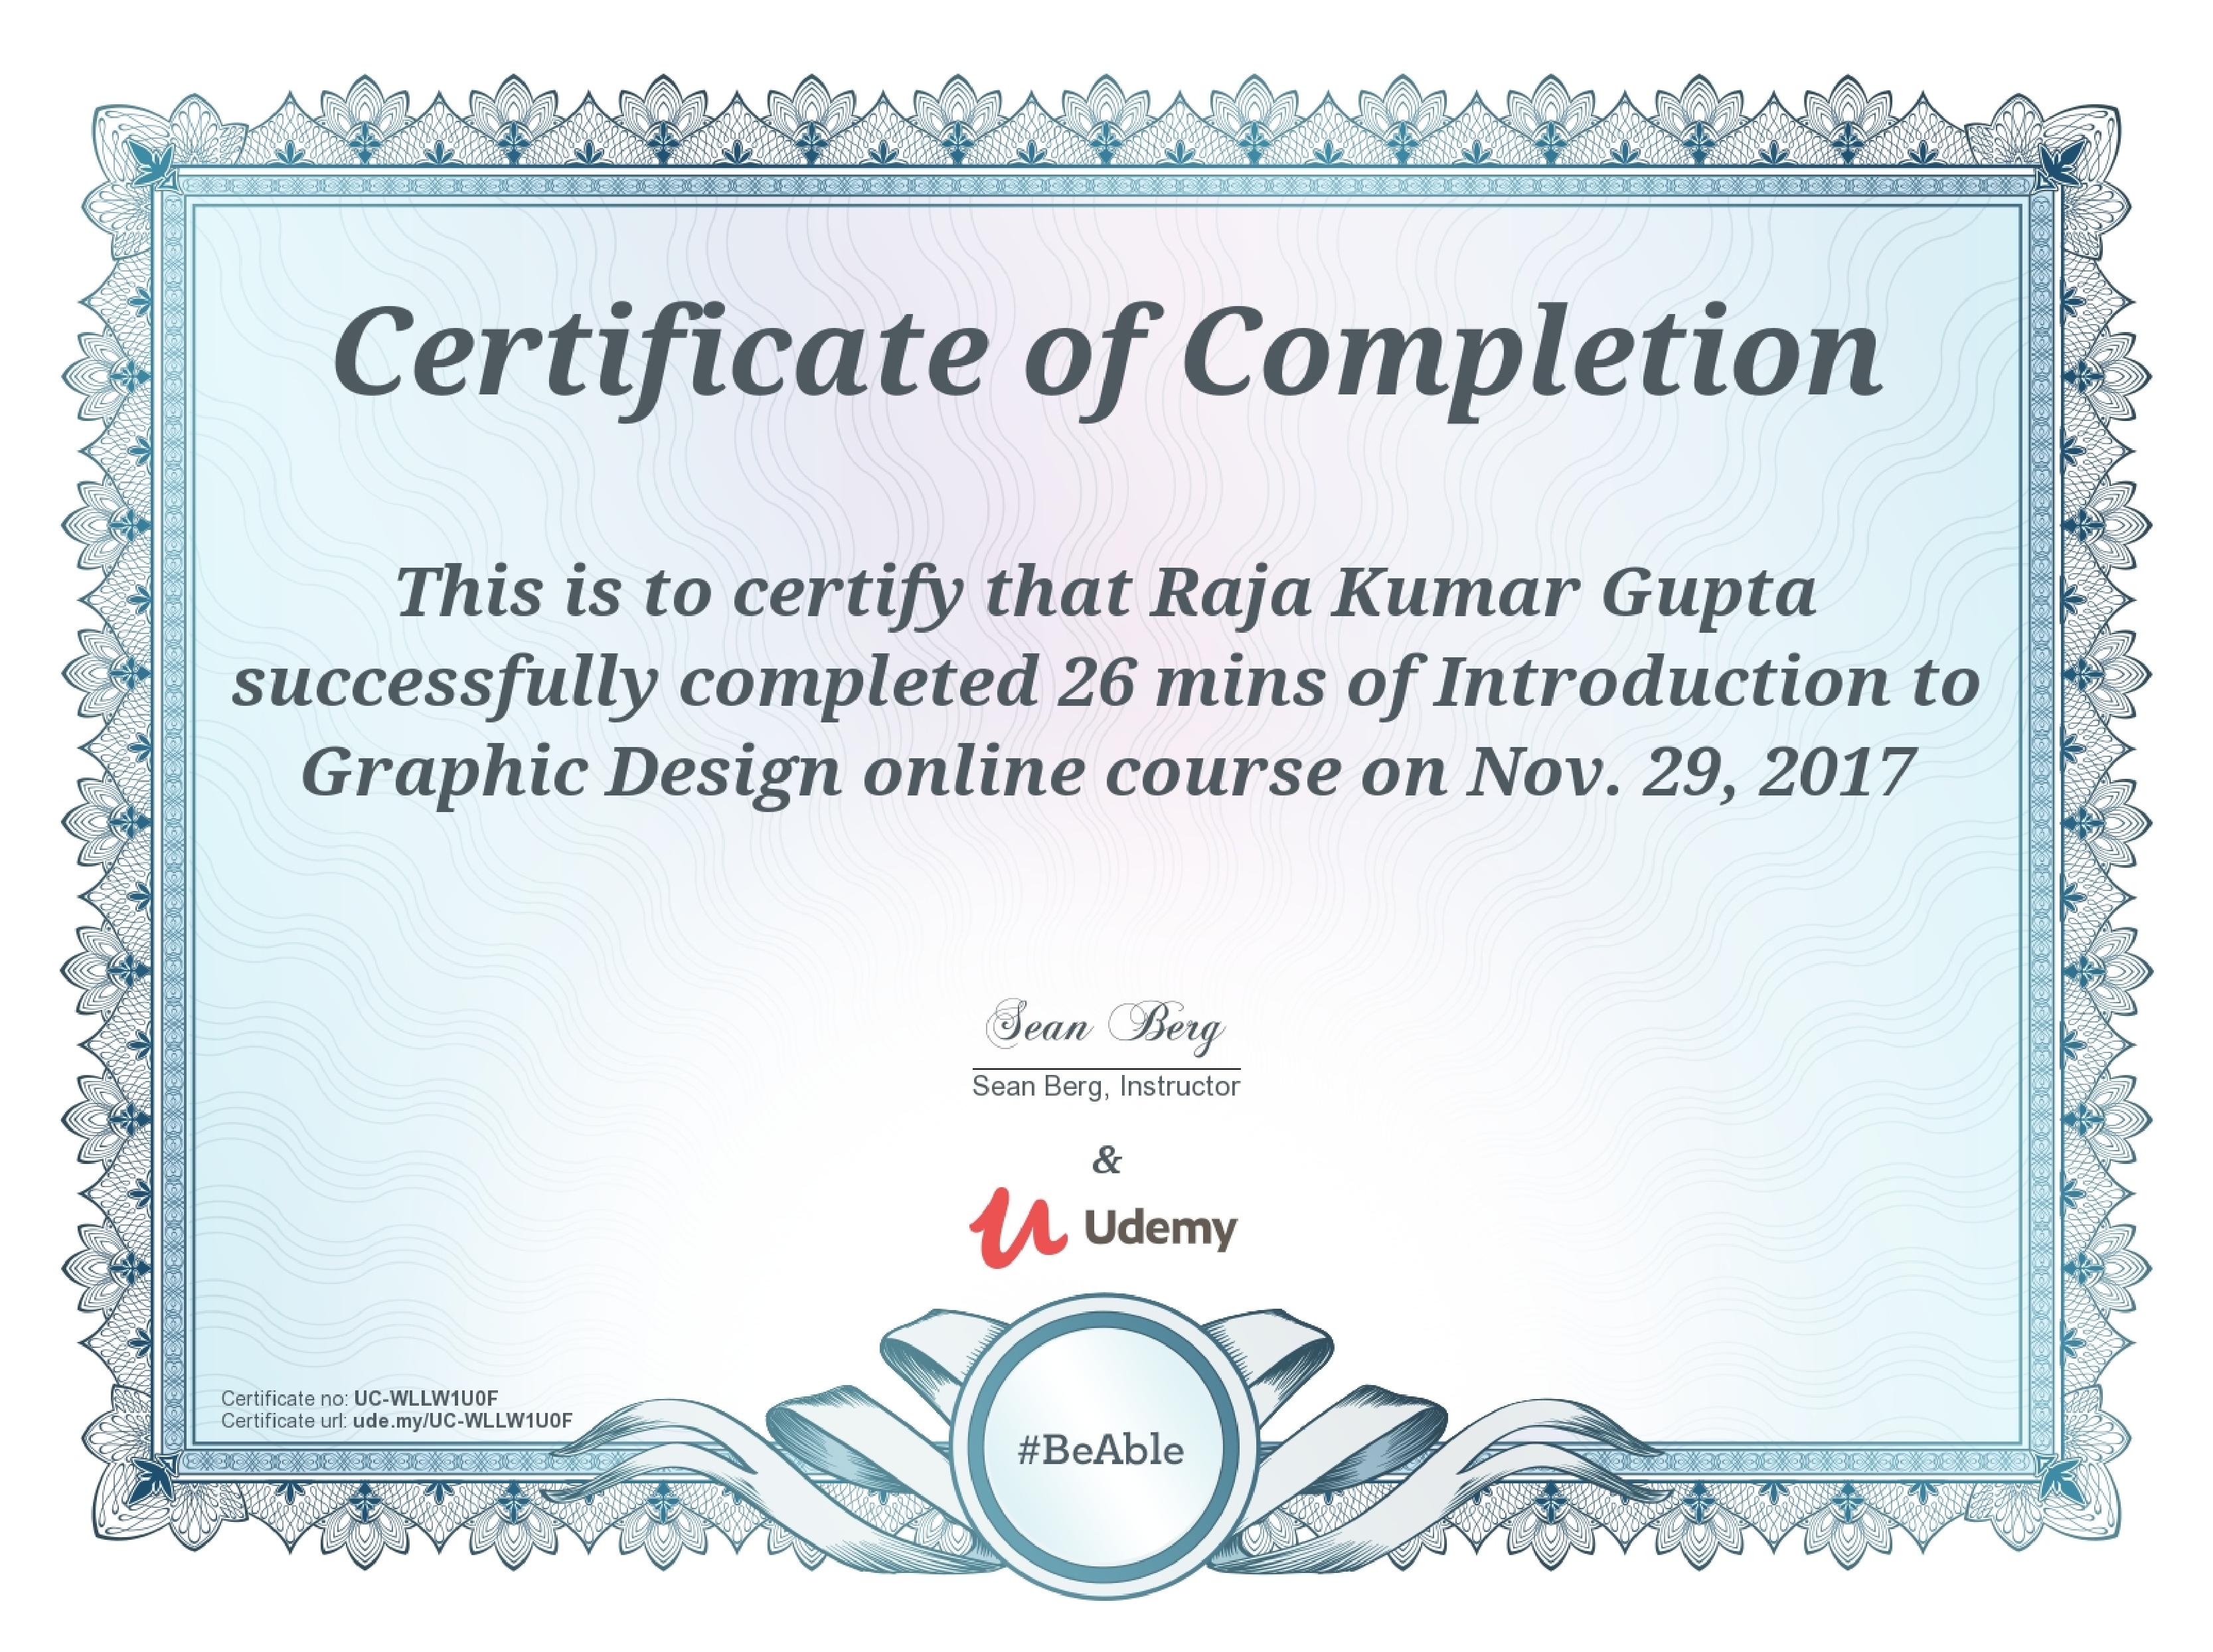 Certificate of Completion
This is to certify that Raja Kumar Gupta
successfully completed 26 mins of Introduction to
Graphic Design online course on Nov. 29, 2017
Sean Berg
Sean Berg, Instructor
&
Udemy
Certificate no: UC-WLLW1U0F
Certificate url: ude.my/UC-WLLW1U0F
#BeAble